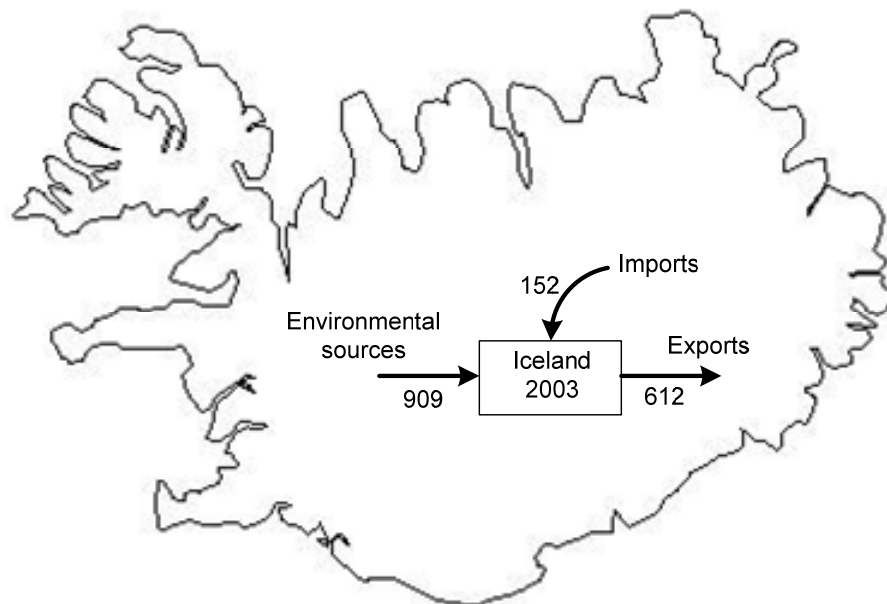 Imports
152
Environmental
sources
909
Iceland
2003
Exports
612